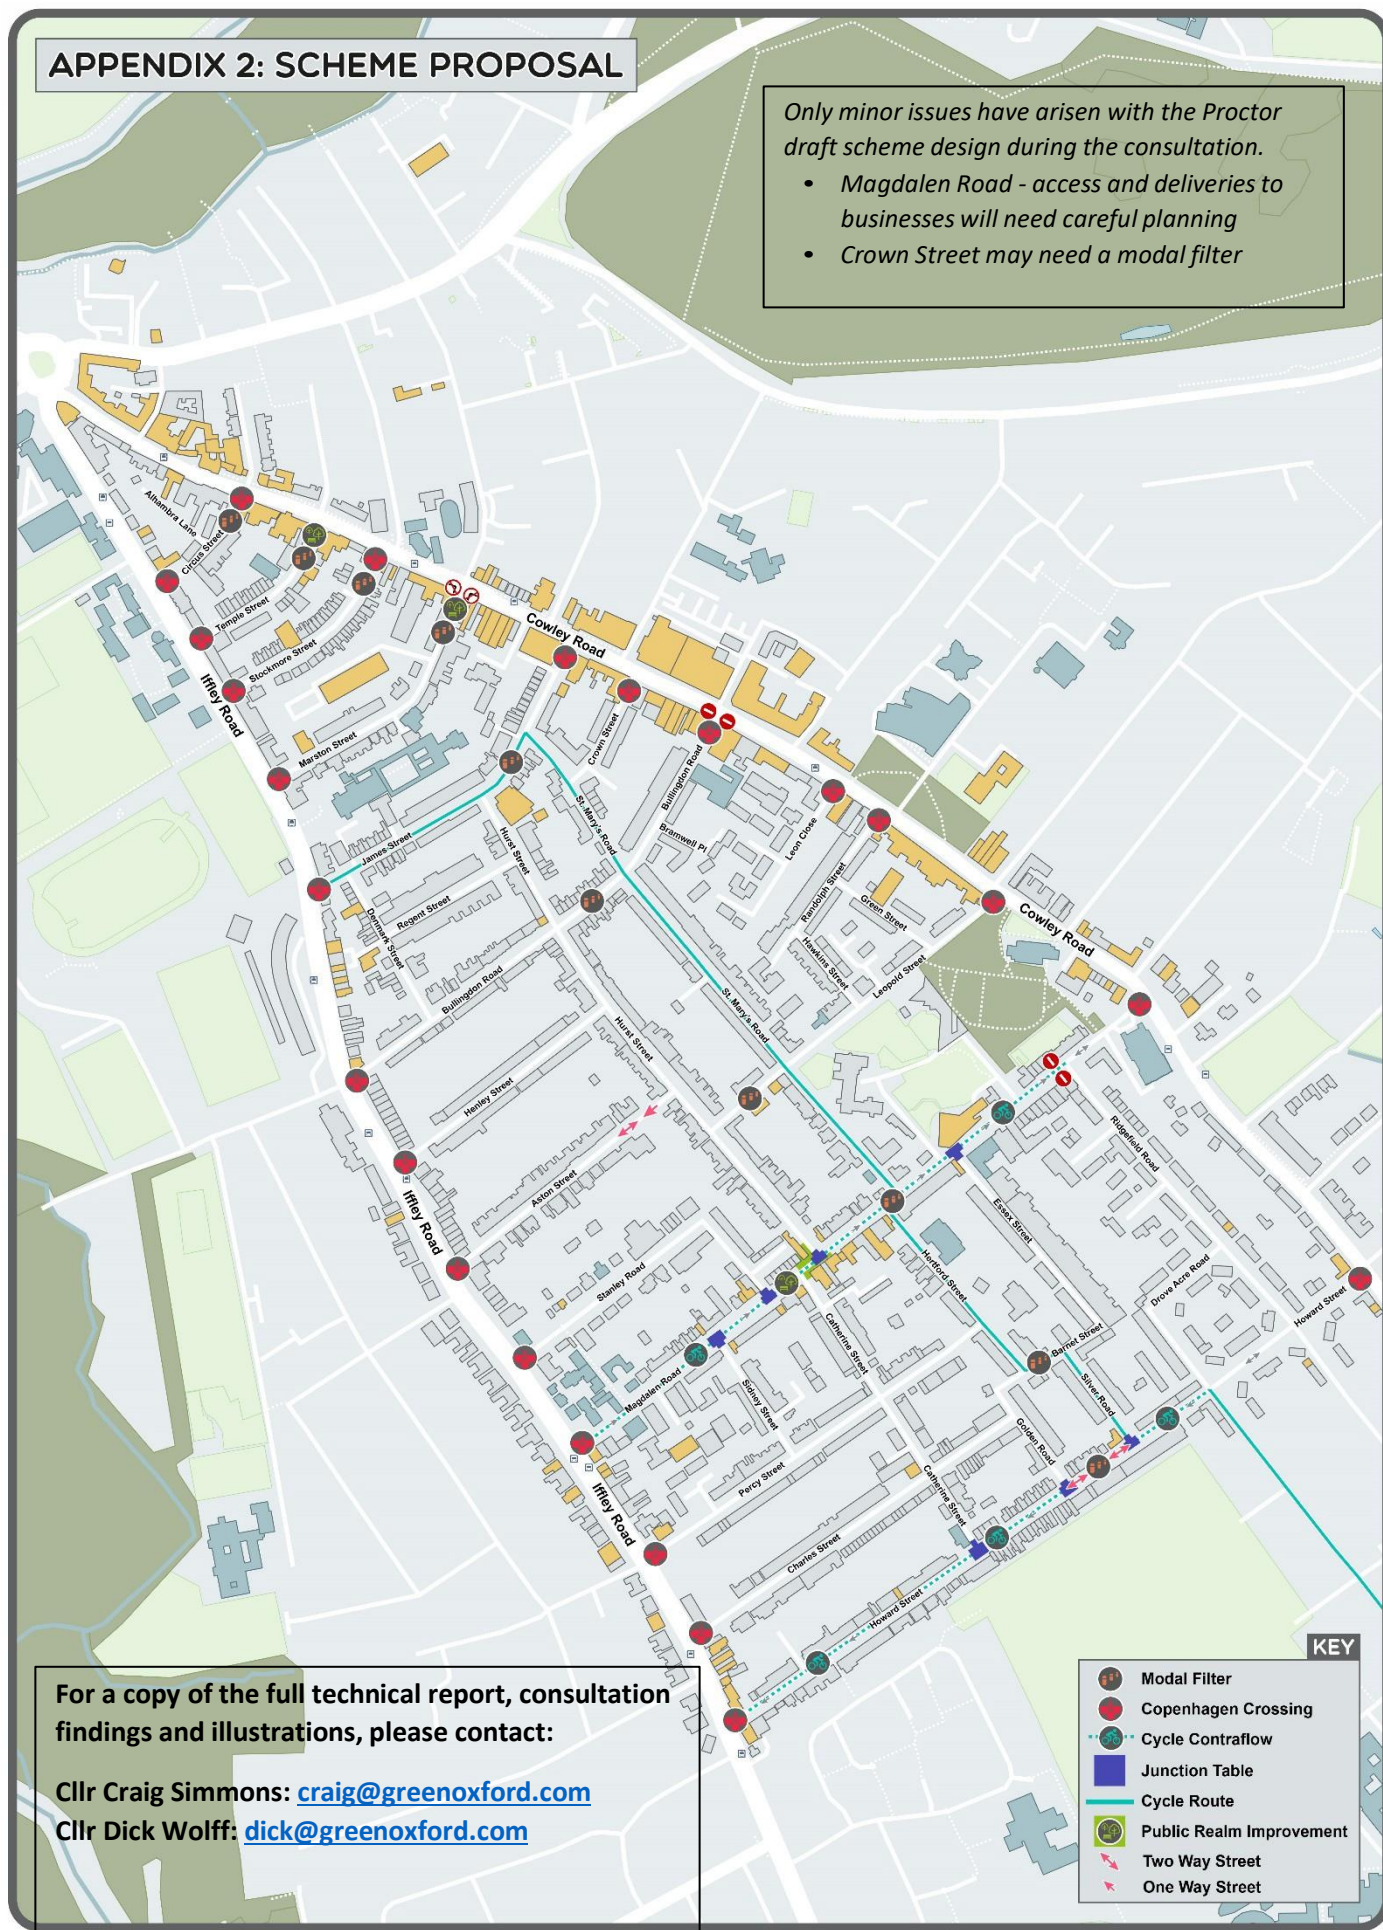 APPENDIX 2: SCHEME PROPOSAL
Only minor issues have arisen with the Proctor
draft scheme design during the consultation.
• Magdalen Road - access and deliveries to
businesses will need careful planning
• Crown Street may need a modal filter
Alhambra Lane
Circus Street
Temple Street
Stockmore Street
Iffley Road
Marston Street
Cowley Road
Crown Street
Bullingdon Road
St. Mary's Road
Bramwell Pl
Leon Close
James Street
Hurst Street
Randolph Street
Green Street
Regent Street
Denmark Street
Hawkins Street
Leopold Street
Cowley Road
Bullingdon Road
St. Mary's Road
Hurst Street
Henley Street
Aston Street
Ridgefield Road
Iffley Road
Essex Street
Stanley Road
Hertford Street
Drove Acre Road
Howard Street
Catherine Street
Barnet Street
Magdalen Road
Sidney Street
Silver Road
Golden Road
Percy Street
Catherine Street
Iffley Road
Charles Street
Howard Street
For a copy of the full technical report, consultation
findings and illustrations, please contact:
Cllr Craig Simmons: craig@greenoxford.com
Cllr Dick Wolff: dick@greenoxford.com
KEY
Modal Filter
Copenhagen Crossing
Cycle Contraflow
Junction Table
Cycle Route
Public Realm Improvement
Two Way Street
One Way Street